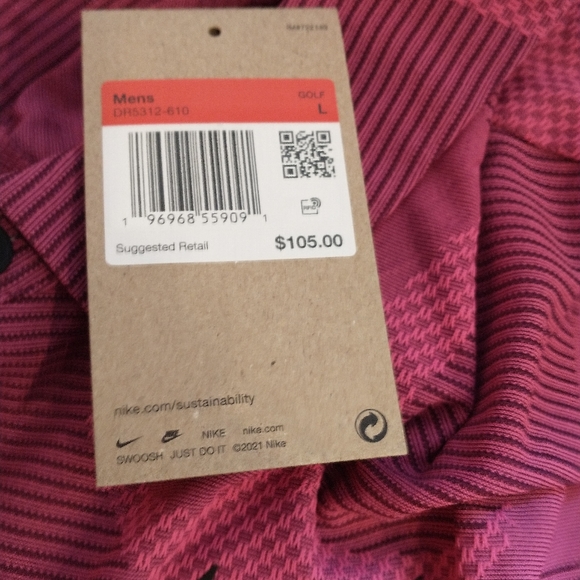 Mens GOLF
DR5312-610 L
1 96968 55909 1
RFID
Suggested Retail $105.00
nike.com/sustainability
NIKE nike.com
SWOOSH JUST DO IT ©2021 Nike